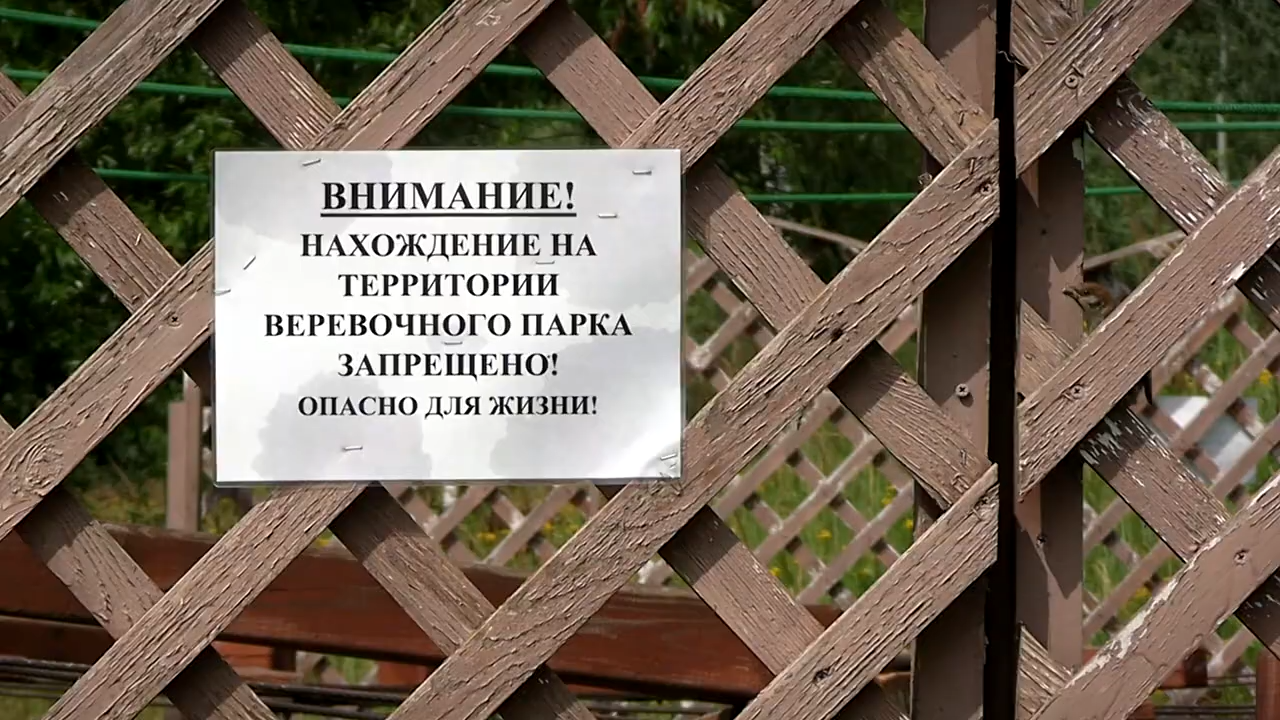 ВНИМАНИЕ!
НАХОЖДЕНИЕ НА
ТЕРРИТОРИИ
ВЕРЕВОЧНОГО ПАРКА
ЗАПРЕЩЕНО!
ОПАСНО ДЛЯ ЖИЗНИ!